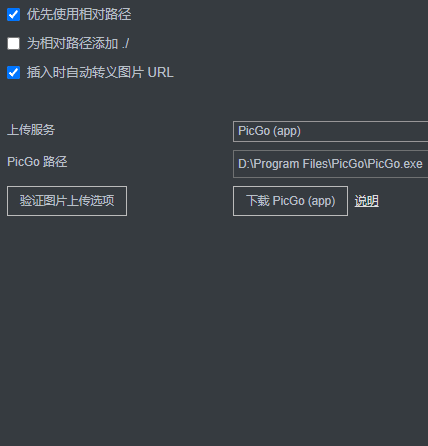 优先使用相对路径
为相对路径添加 ./
插入时自动转义图片 URL
上传服务 PicGo (app)
PicGo 路径 D:\Program Files\PicGo\PicGo.exe
验证图片上传选项 下载 PicGo (app) 说明